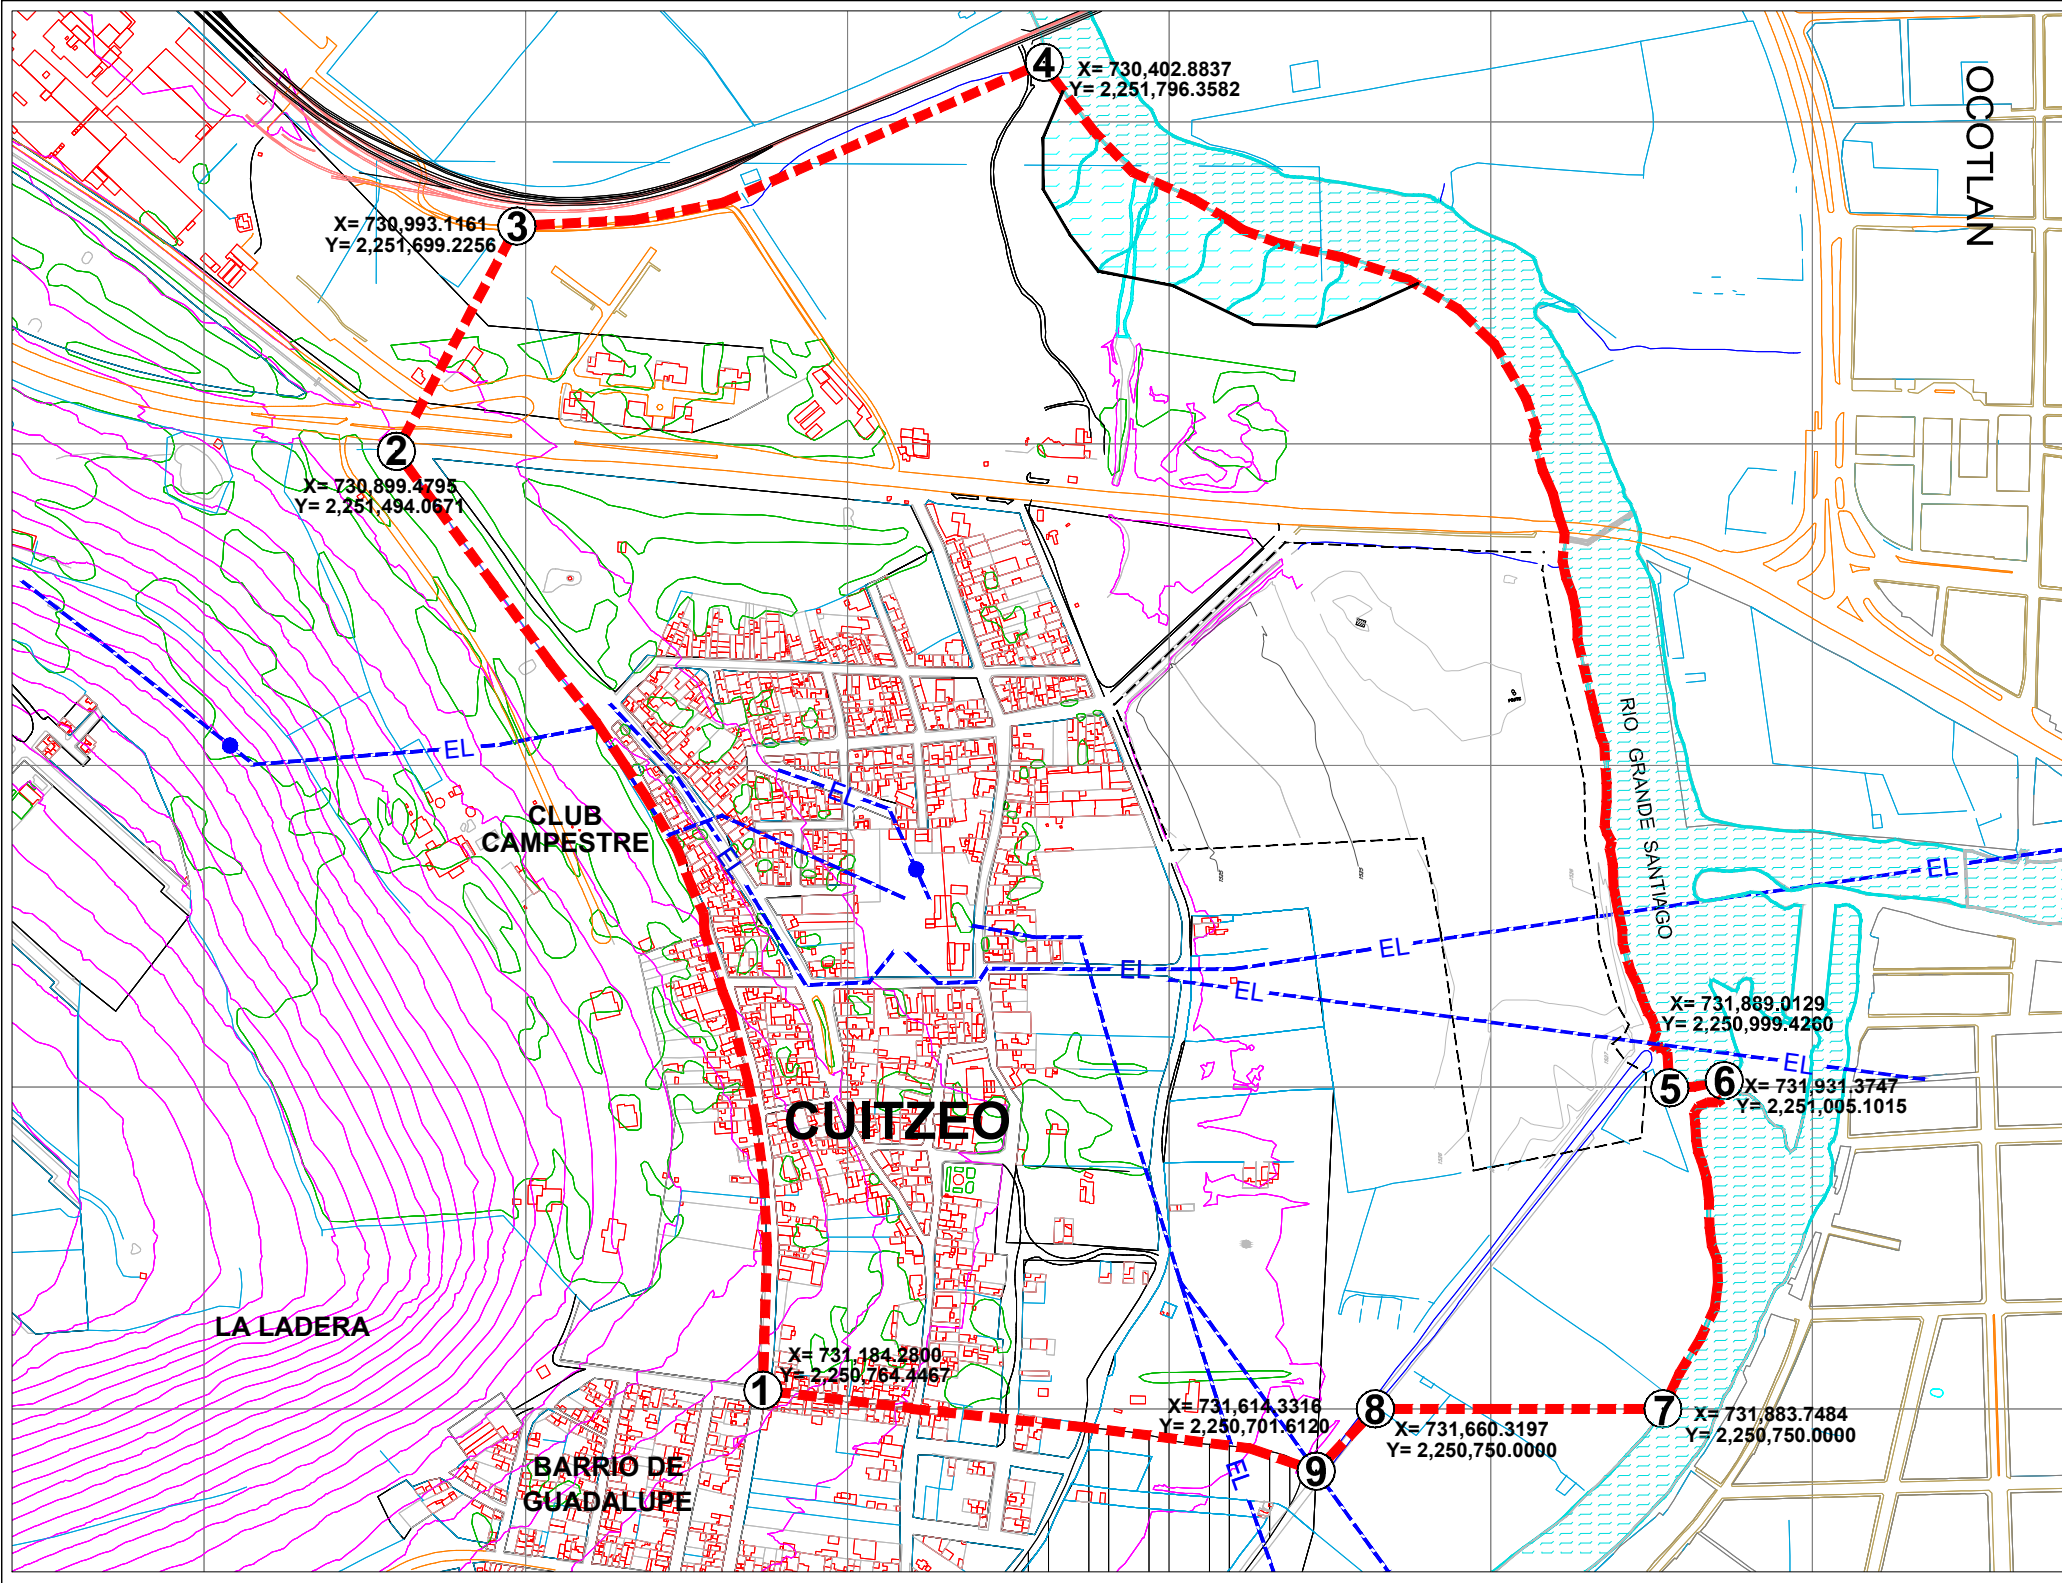 4
X= 730,402.8837
Y= 2,251,796.3582
OCOTLAN
3
X= 730,993.1161
Y= 2,251,699.2256
2
X= 730,899.4795
Y= 2,251,494.0671
EL
EL
CLUB
CAMPESTRE
EL
RIO GRANDE SANTIAGO
EL
EL
EL
EL
X= 731,889.0129
Y= 2,250,999.4260
EL
5
6
X= 731,931.3747
Y= 2,251,005.1015
CUITZEO
LA LADERA
X= 731,184.2800
Y= 2,250,764.4467
1
X= 731,614.3316
Y= 2,250,701.6120
8
X= 731,660.3197
Y= 2,250,750.0000
7
X= 731,883.7484
Y= 2,250,750.0000
9
EL
BARRIO DE
GUADALUPE